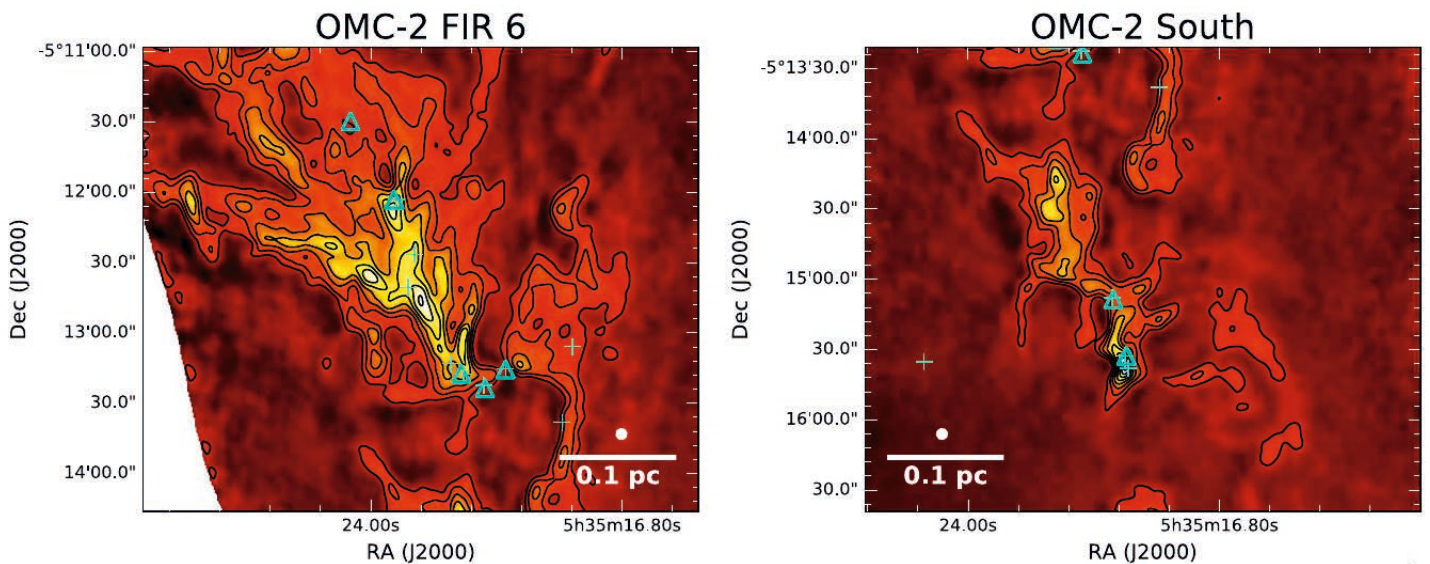 OMC-2 FIR 6
-5°11'00.0"
30.0"
12'00.0"
30.0"
13'00.0"
30.0"
14'00.0"
Dec (J2000)
0.1 pc
24.00s
5h35m16.80s
RA (J2000)
OMC-2 South
-5°13'30.0"
14'00.0"
30.0"
15'00.0"
30.0"
16'00.0"
30.0"
Dec (J2000)
0.1 pc
24.00s
5h35m16.80s
RA (J2000)